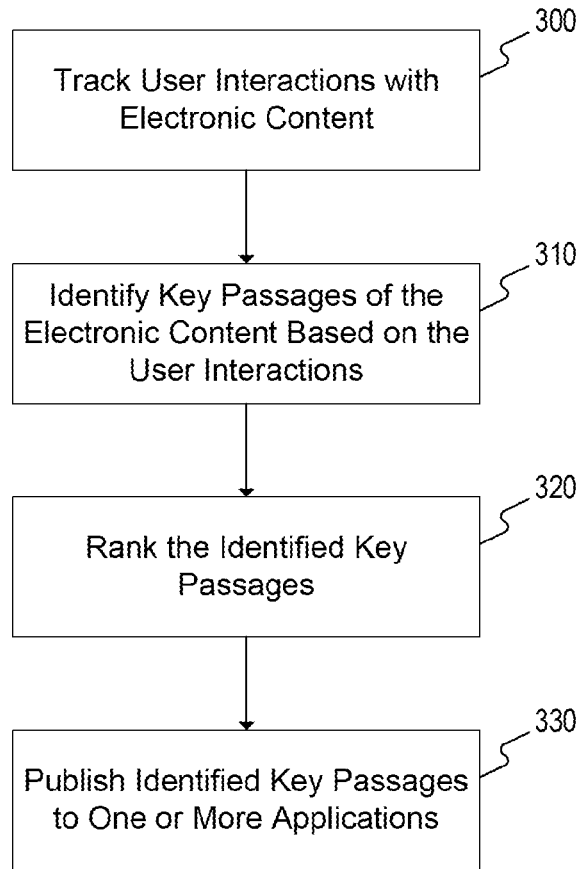 300
Track User Interactions with
Electronic Content
310
Identify Key Passages of the
Electronic Content Based on the
User Interactions
320
Rank the Identified Key
Passages
330
Publish Identified Key Passages
to One or More Applications